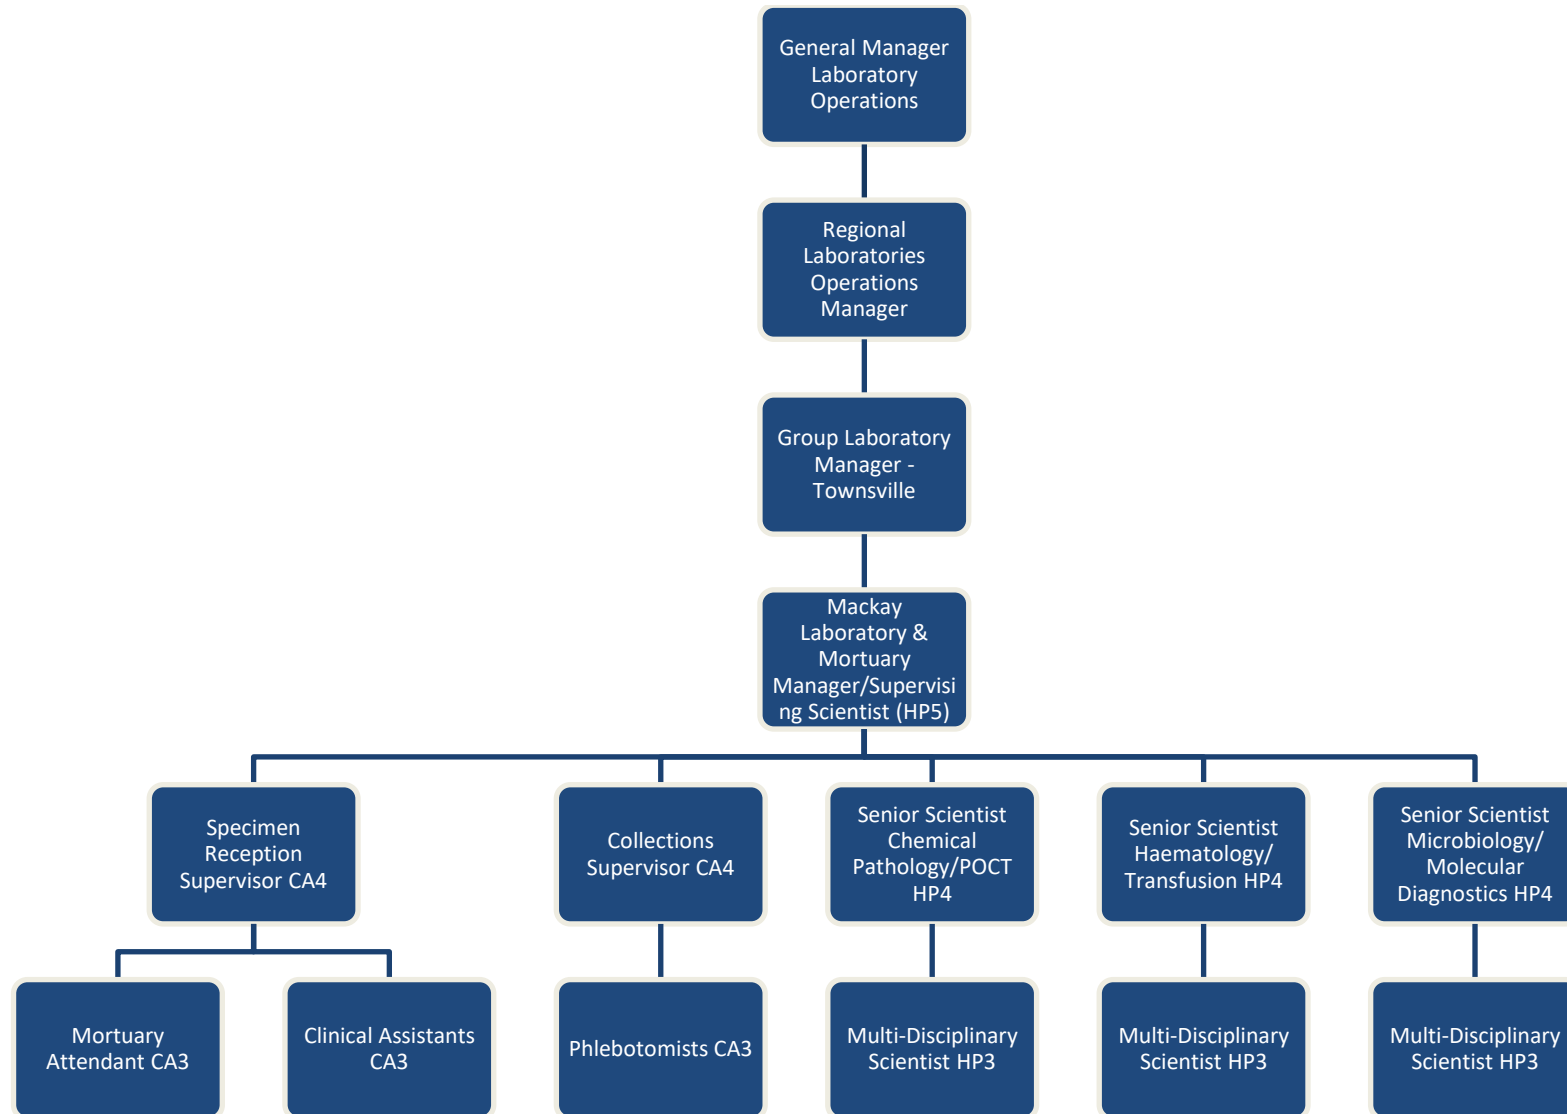 General Manager
Laboratory
Operations
Regional
Laboratories
Operations
Manager
Group Laboratory
Manager -
Townsville
Mackay
Laboratory &
Mortuary
Manager/Supervisi
ng Scientist (HP5)
Specimen
Reception
Supervisor CA4
Collections
Supervisor CA4
Senior Scientist
Chemical
Pathology/POCT
HP4
Senior Scientist
Haematology/
Transfusion HP4
Senior Scientist
Microbiology/
Molecular
Diagnostics HP4
Mortuary
Attendant CA3
Clinical Assistants
CA3
Phlebotomists CA3
Multi-Disciplinary
Scientist HP3
Multi-Disciplinary
Scientist HP3
Multi-Disciplinary
Scientist HP3